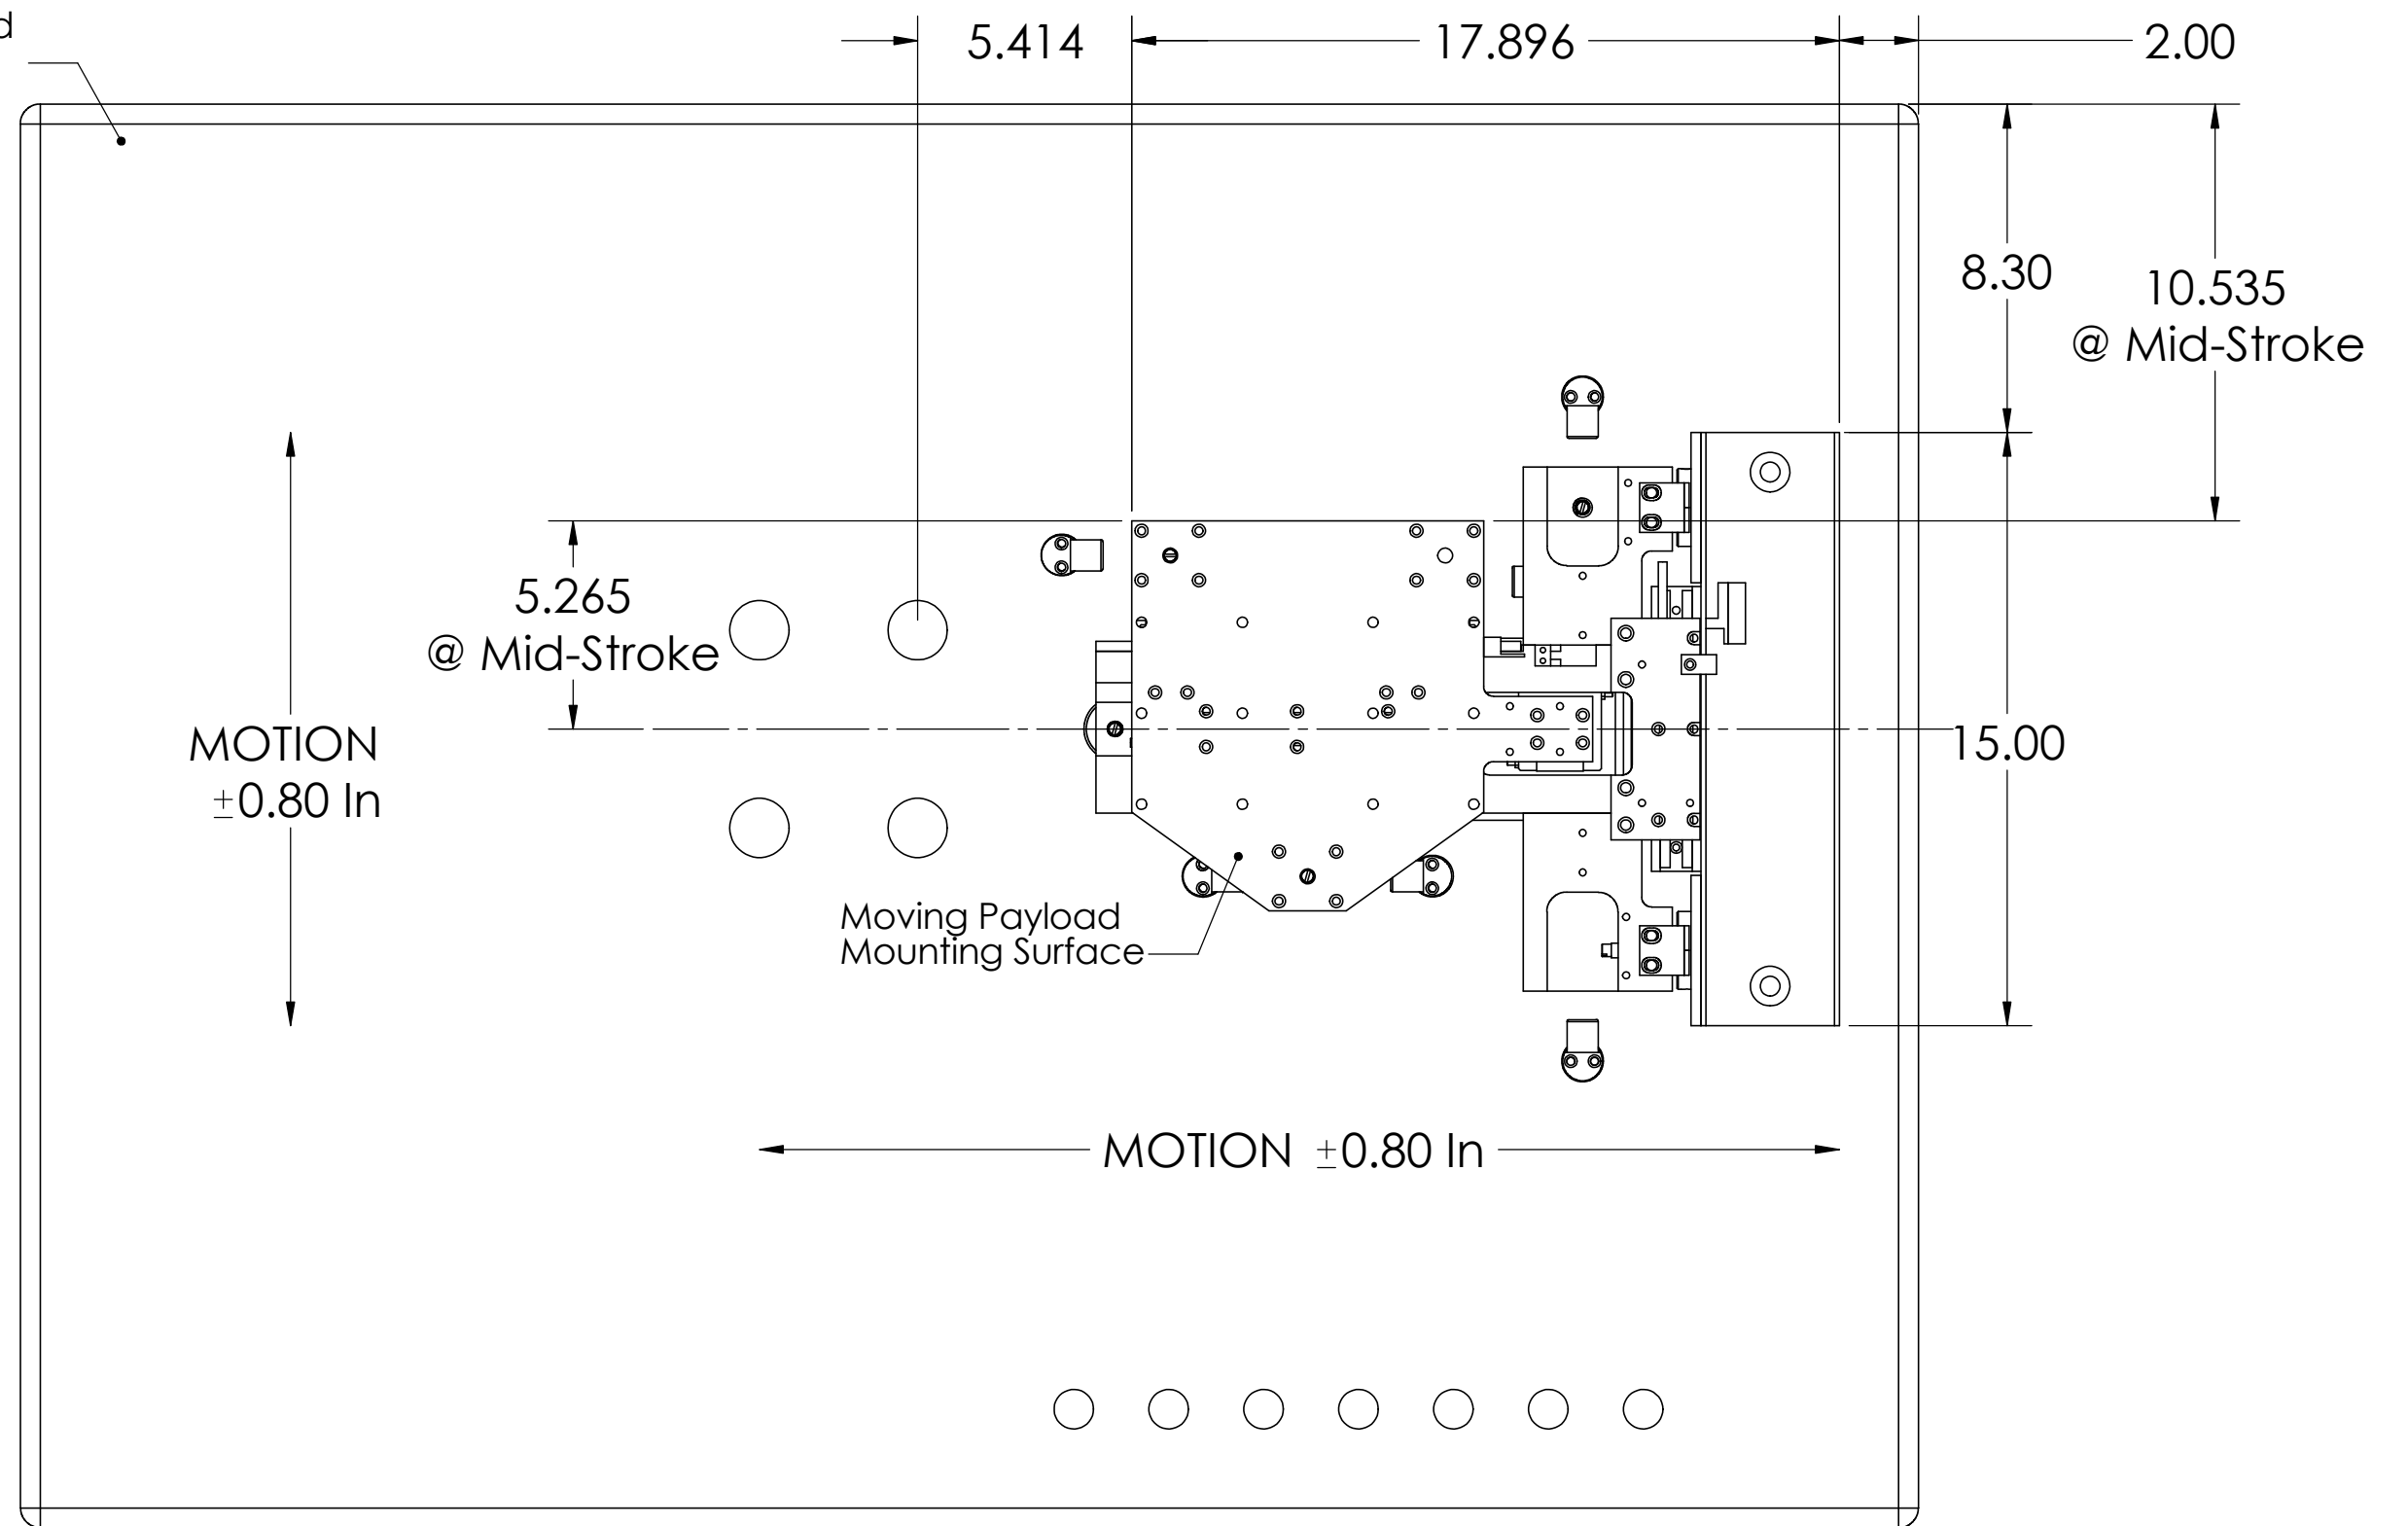 5.414
17.896
2.00
8.30
10.535
@ Mid-Stroke
5.265
@ Mid-Stroke
MOTION
±0.80 In
15.00
Moving Payload
Mounting Surface
MOTION ±0.80 In